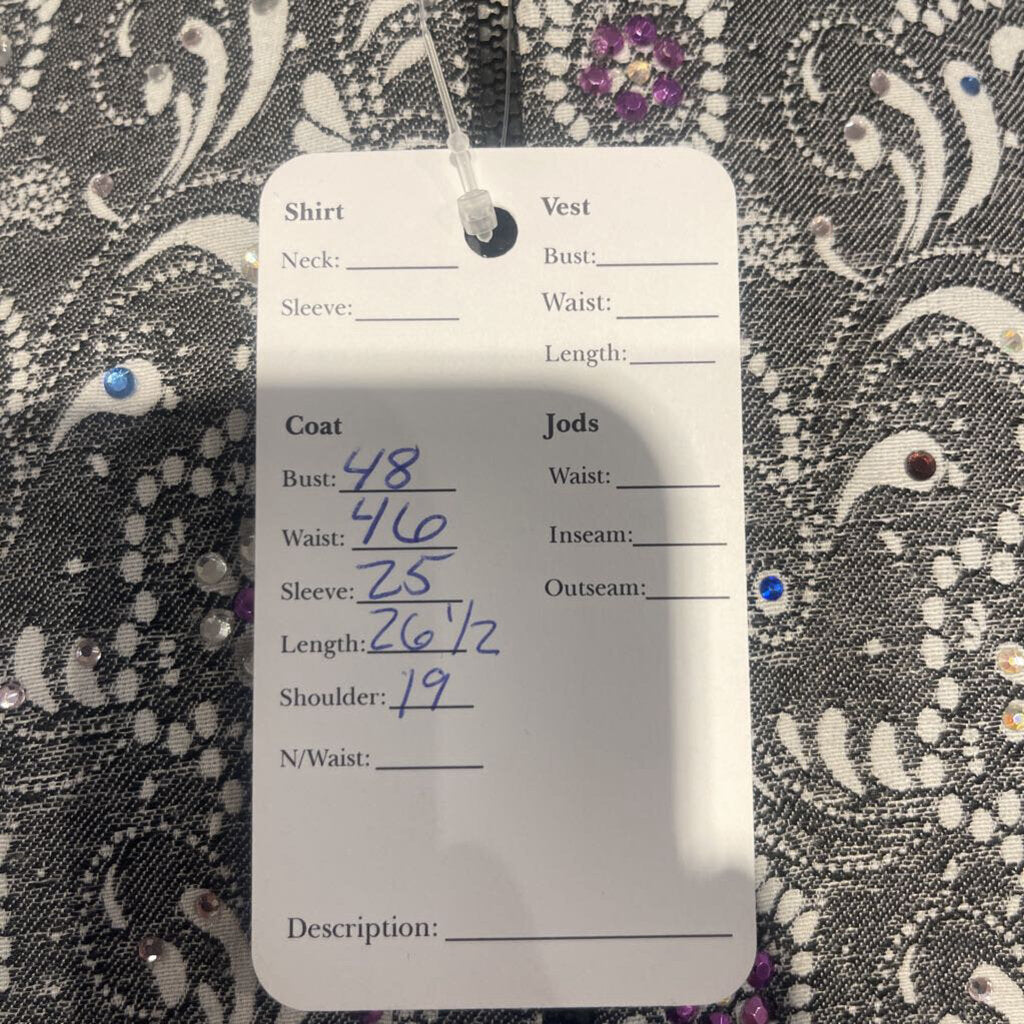 Shirt
Neck:
Sleeve:
Vest
Bust:
Waist:
Length:
Coat
Bust: 48
Waist: 46
Sleeve: 25
Length: 26 1/2
Shoulder: 19
N/Waist:
Jods
Waist:
Inseam:
Outseam:
Description: